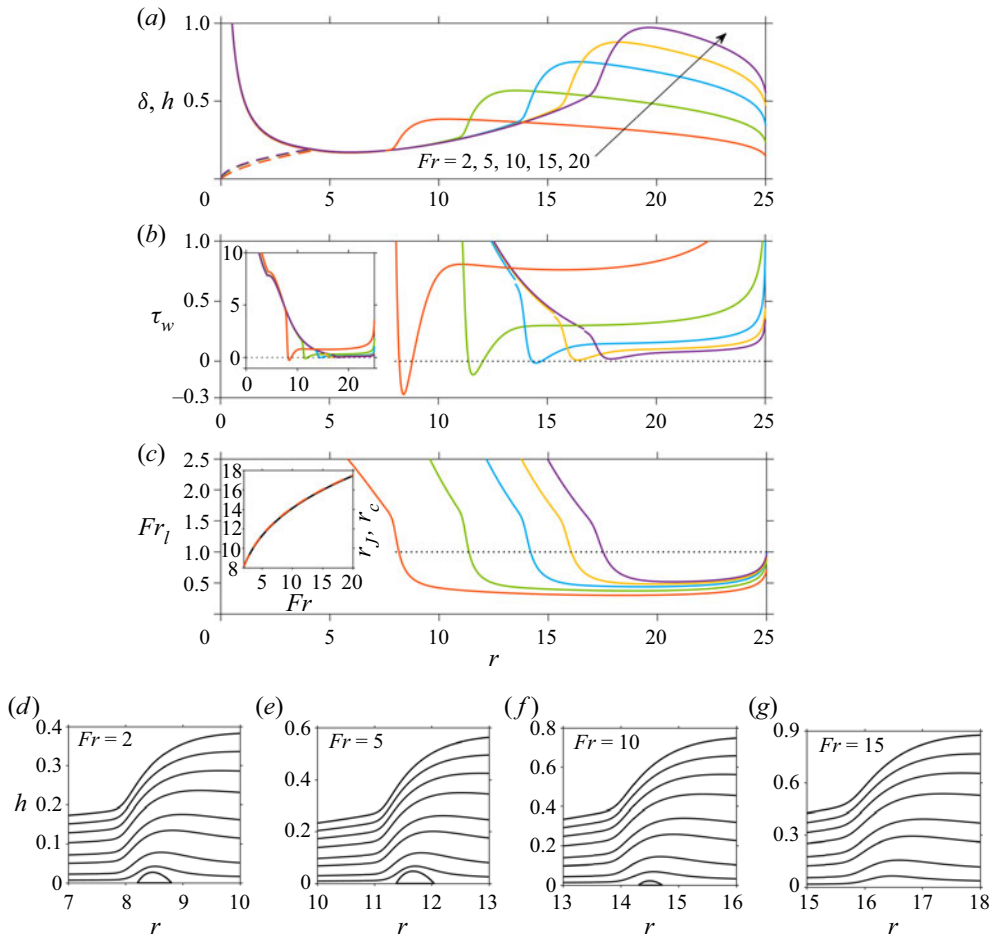 (a)
1.0
δ, h
0.5
Fr = 2, 5, 10, 15, 20
0 5 10 15 20 25
(b)
1.0
0.5
τw
0
–0.3
10
5
0
0 10 20
0 5 10 15 20 25
(c)
2.5
2.0
1.5
Frl
1.0
0.5
18
16
14
12
10
8
5 10 15 20
Fr
rJ, rc
0 5 10 15 20 25
r
(d)
Fr = 2
0.4
0.3
0.2
h
0.1
0
7 8 9 10
r
(e)
Fr = 5
0.6
0.4
0.2
0
10 11 12 13
r
(f)
Fr = 10
0.8
0.6
0.4
0.2
0
13 14 15 16
r
(g)
Fr = 15
0.9
0.6
0.3
0
15 16 17 18
r